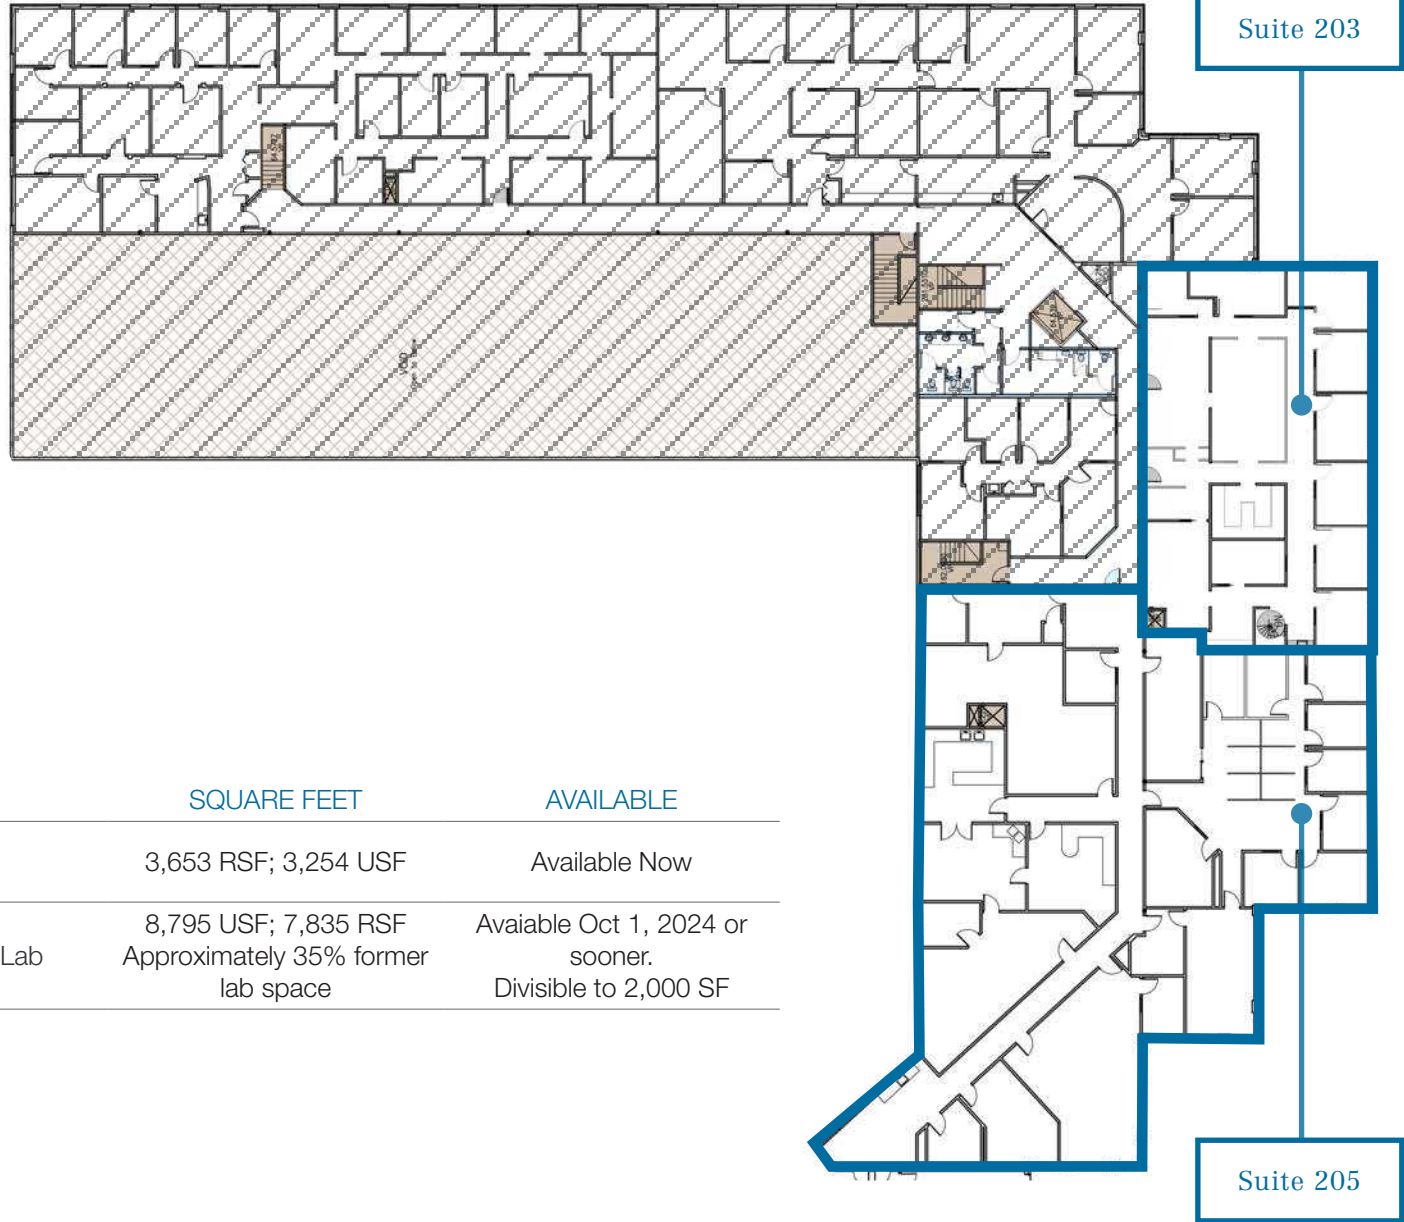 Suite 203
VOID
SQUARE FEET
AVAILABLE
3,653 RSF; 3,254 USF
Available Now
Lab
8,795 USF; 7,835 RSF
Approximately 35% former
lab space
Avaiable Oct 1, 2024 or
sooner.
Divisible to 2,000 SF
Suite 205